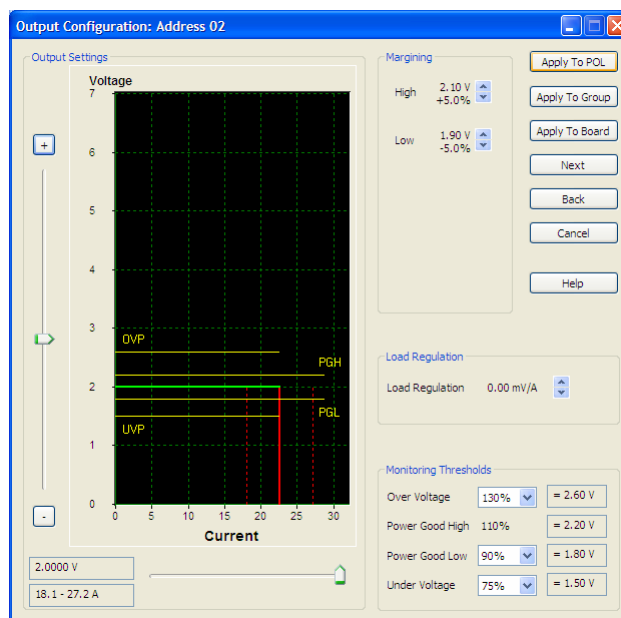 Output Configuration: Address 02
Output Settings
Voltage
7
6
5
4
3
2
1
0
OVP
PGH
PGL
UVP
0 5 10 15 20 25 30
Current
+
-
2.0000 V
18.1 - 27.2 A
Margining
High 2.10 V
+5.0%
Low 1.90 V
-5.0%
Apply To POL
Apply To Group
Apply To Board
Next
Back
Cancel
Help
Load Regulation
Load Regulation 0.00 mV/A
Monitoring Thresholds
Over Voltage 130% = 2.60 V
Power Good High 110% = 2.20 V
Power Good Low 90% = 1.80 V
Under Voltage 75% = 1.50 V